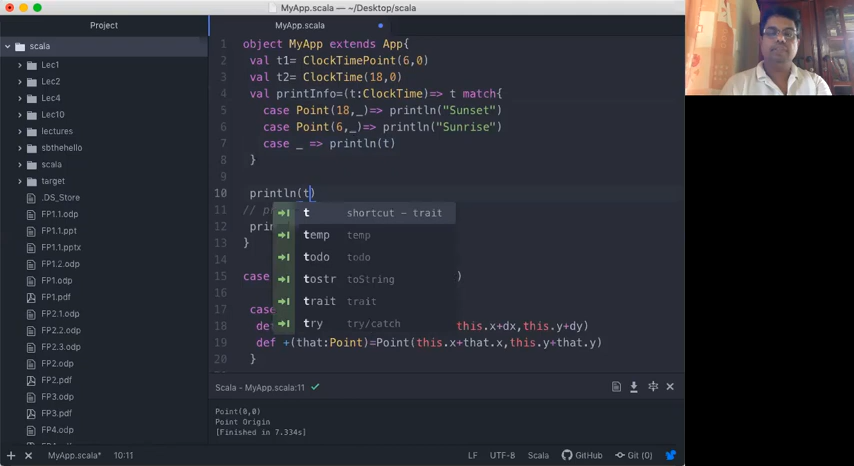 MyApp.scala — ~/Desktop/scala
Project
MyApp.scala
scala
Lec1
Lec2
Lec4
Lec10
lectures
sbthehello
scala
target
.DS_Store
FP1.1.odp
FP1.1.ppt
FP1.1.pptx
FP1.2.odp
FP1.odp
FP1.pdf
FP2.1.odp
FP2.2.odp
FP2.3.odp
FP2.odp
FP2.pdf
FP3.odp
FP3.pdf
FP4.odp
1 object MyApp extends App{
2 val t1= ClockTimePoint(6,0)
3 val t2= ClockTime(18,0)
4 val printInfo=(t:ClockTime)=> t match{
5 case Point(18,_)=> println("Sunset")
6 case Point(6,_)=> println("Sunrise")
7 case _ => println(t)
8 }
9
10 println(t)
11 // p
12 pri
13 }
14
15 case )
16
17 case
18 de this.x+dx,this.y+dy)
19 def +(that:Point)=Point(this.x+that.x,this.y+that.y)
20 }
t shortcut - trait
temp temp
todo todo
tostr toString
trait trait
try try/catch
Scala - MyApp.scala:11
Point(0,0)
Point Origin
[Finished in 7.334s]
MyApp.scala* 10:11
LF UTF-8 Scala GitHub Git (0)